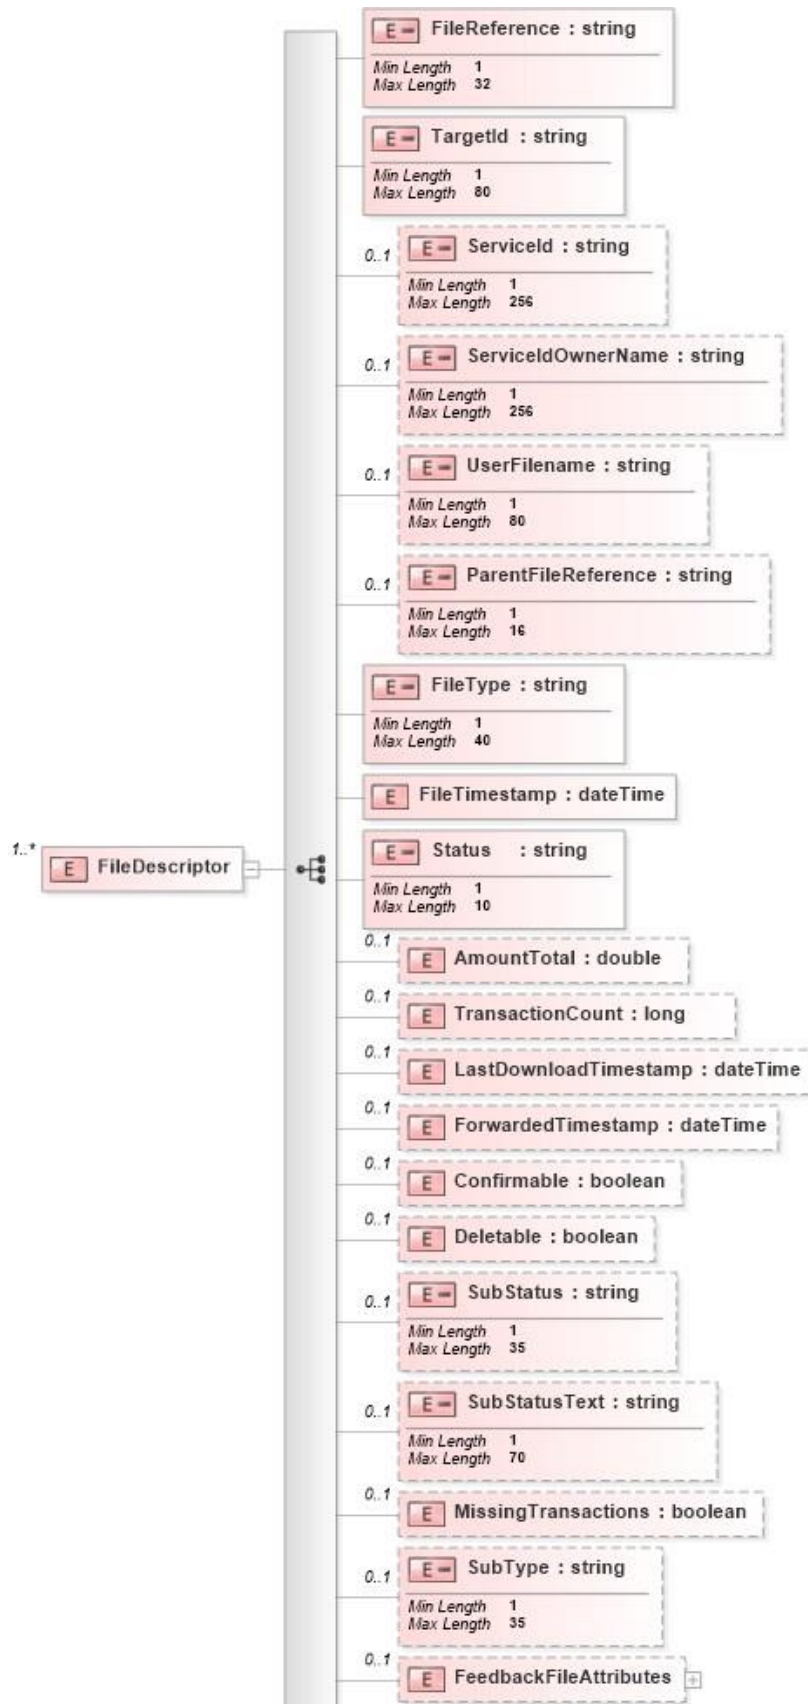 E FileReference : string
Min Length 1
Max Length 32
E TargetId : string
Min Length 1
Max Length 80
0..1
E ServiceId : string
Min Length 1
Max Length 256
0..1
E ServiceIdOwnerName : string
Min Length 1
Max Length 256
0..1
E UserFilename : string
Min Length 1
Max Length 80
0..1
E ParentFileReference : string
Min Length 1
Max Length 16
E FileType : string
Min Length 1
Max Length 40
E FileTimestamp : dateTime
1..*
E FileDescriptor
E Status : string
Min Length 1
Max Length 10
0..1
E AmountTotal : double
0..1
E TransactionCount : long
0..1
E LastDownloadTimestamp : dateTime
0..1
E ForwardedTimestamp : dateTime
0..1
E Confirmable : boolean
0..1
E Deletable : boolean
0..1
E SubStatus : string
Min Length 1
Max Length 35
0..1
E SubStatusText : string
Min Length 1
Max Length 70
0..1
E MissingTransactions : boolean
0..1
E SubType : string
Min Length 1
Max Length 35
0..1
E FeedbackFileAttributes